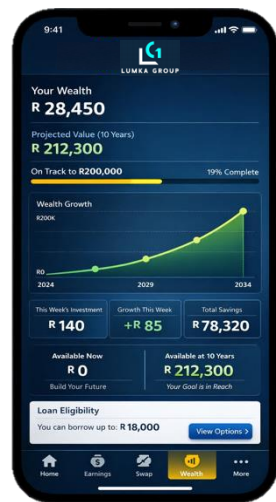 9:41
LG1
LUMKA GROUP
Your Wealth
R 28,450
Projected Value (10 Years)
R 212,300
On Track to R200,000 19% Complete
Wealth Growth
R200K
R0
2024 2029 2034
This Week's Investment Growth This Week Total Savings
R 140 +R 85 R 78,320
Available Now Available at 10 Years
R 0 R 212,300
Build Your Future Your Goal is in Reach
Loan Eligibility
You can borrow up to: R 18,000 View Options >
Home Earnings Swap Wealth More